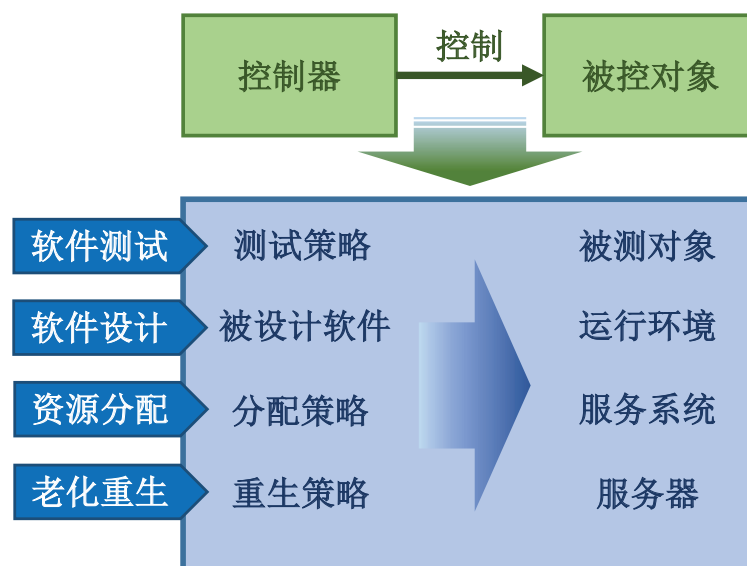 控制器 控制 被控对象
软件测试 测试策略 被测对象
软件设计 被设计软件 运行环境
资源分配 分配策略 服务系统
老化重生 重生策略 服务器